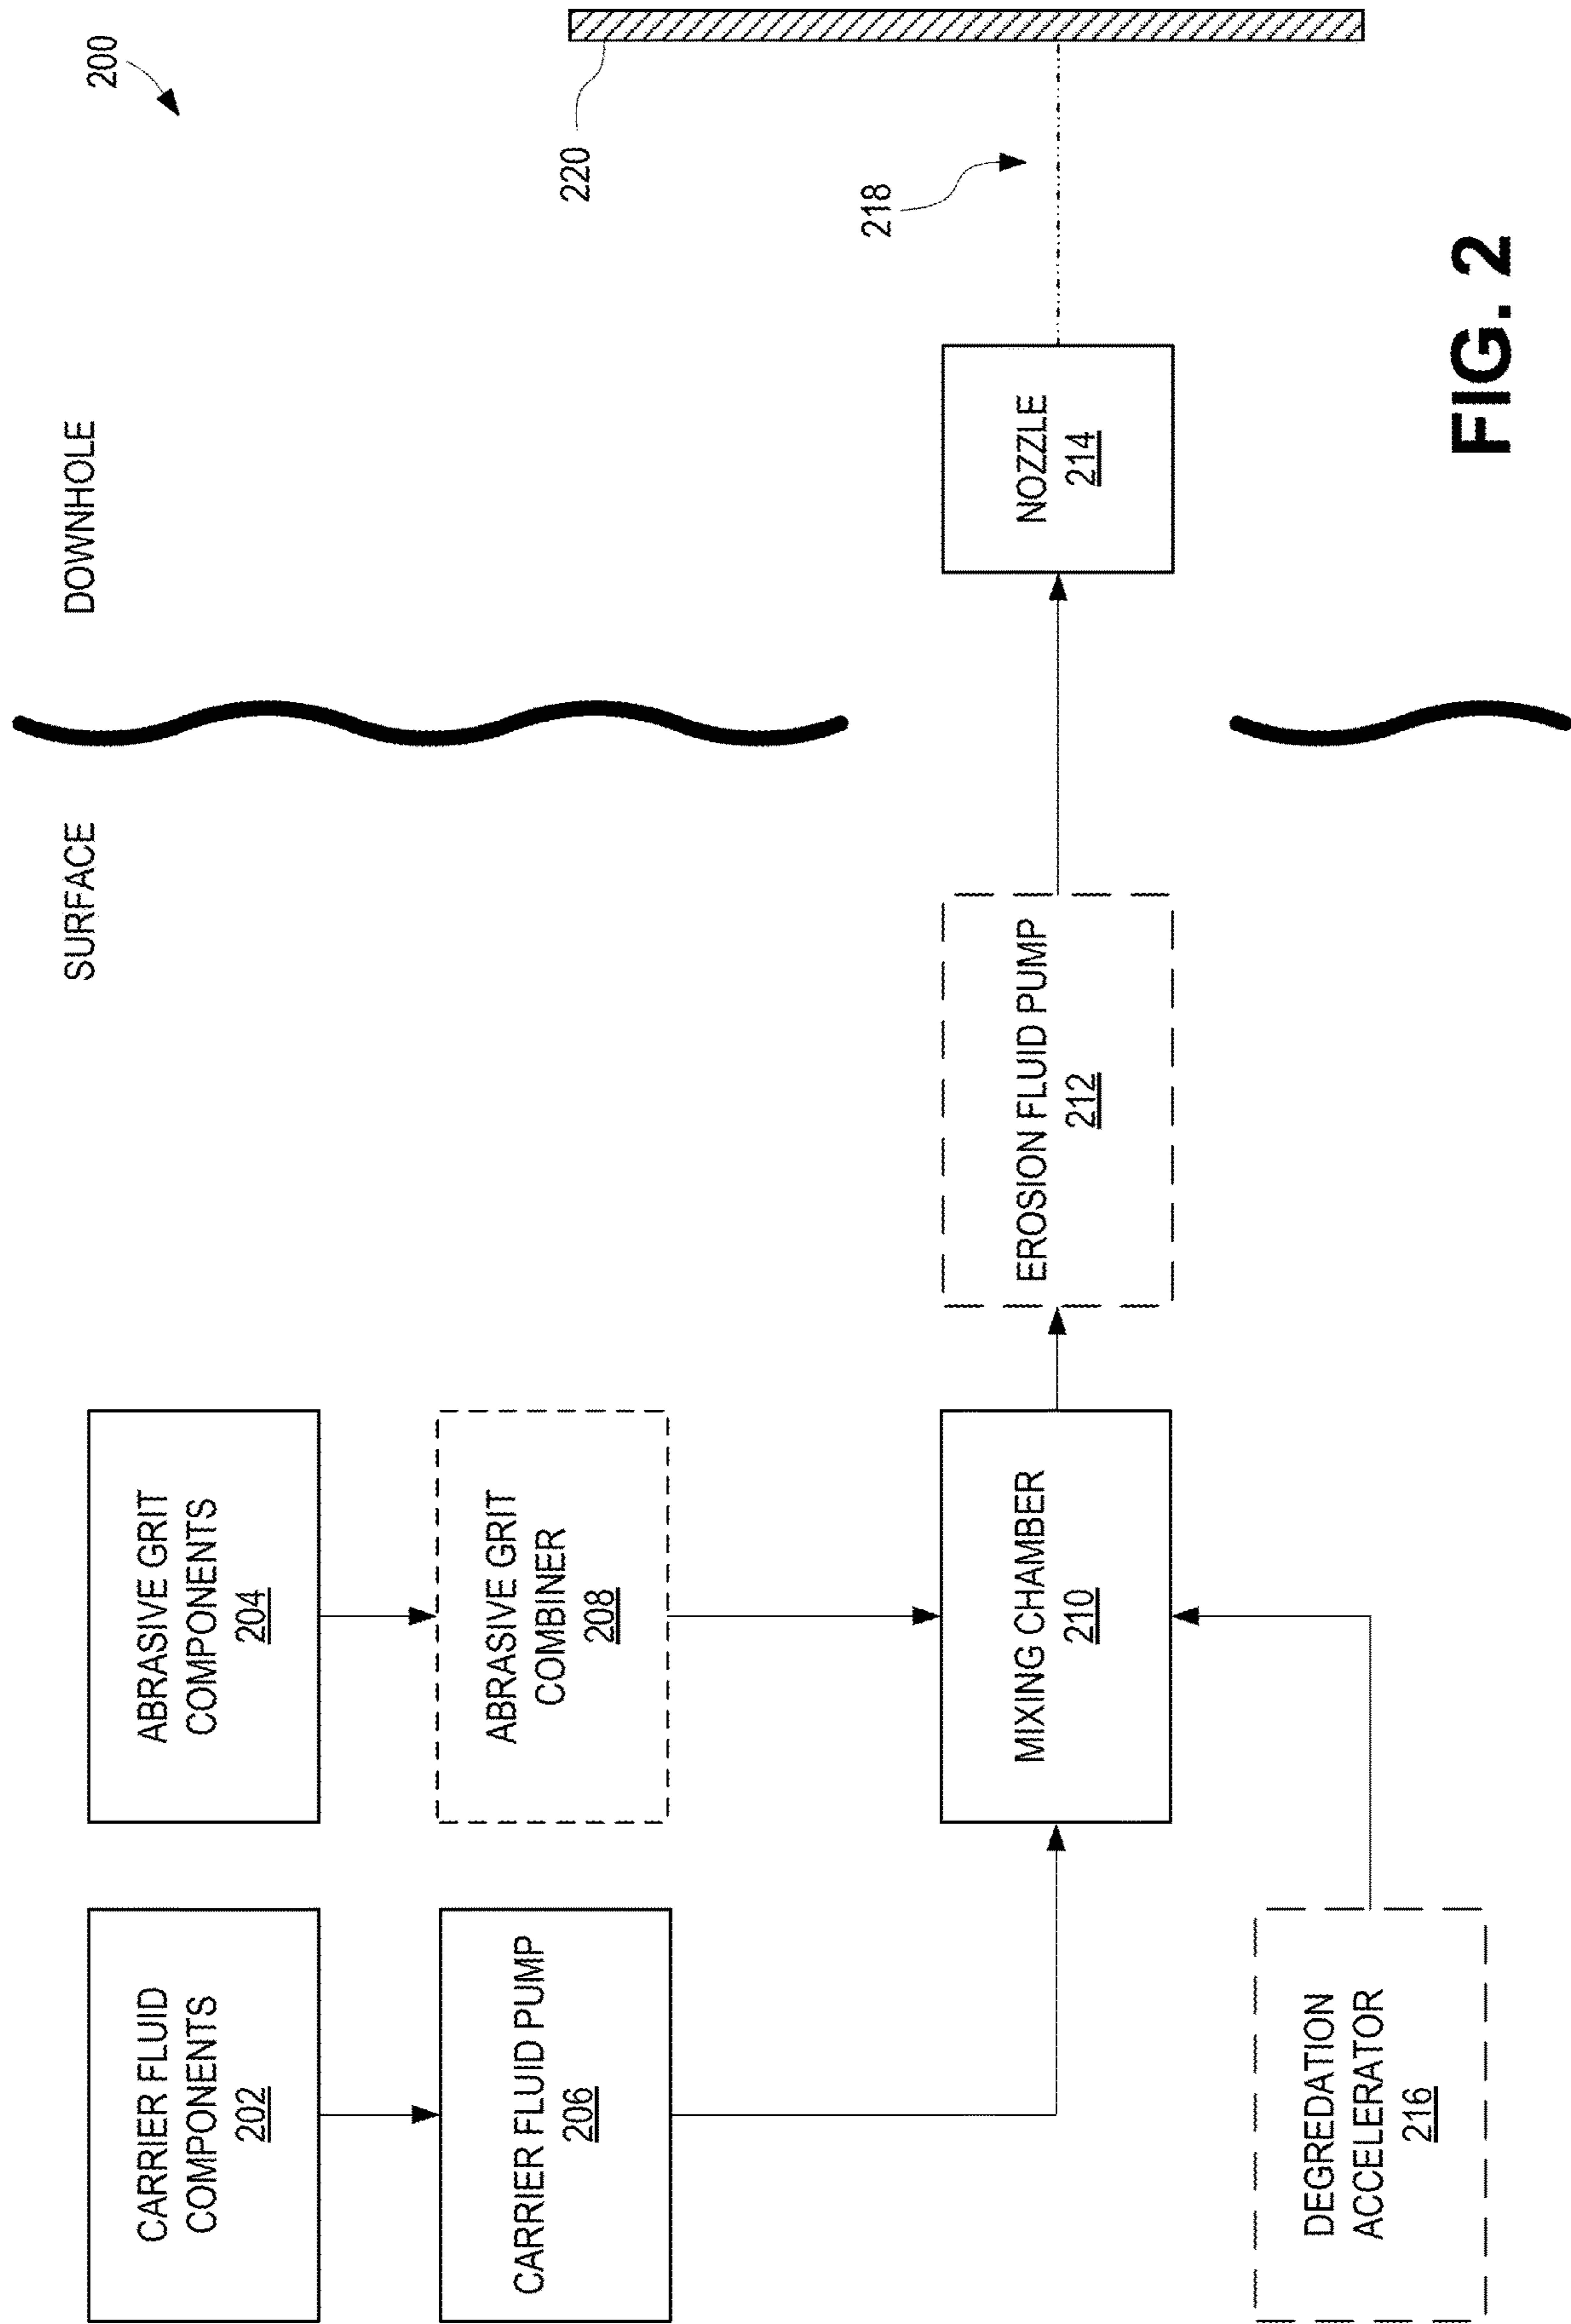 200
SURFACE
DOWNHOLE
CARRIER FLUID
COMPONENTS
202
ABRASIVE GRIT
COMPONENTS
204
220
CARRIER FLUID PUMP
206
ABRASIVE GRIT
COMBINER
208
218
MIXING CHAMBER
210
EROSION FLUID PUMP
212
NOZZLE
214
DEGREDATION
ACCELERATOR
216
FIG. 2